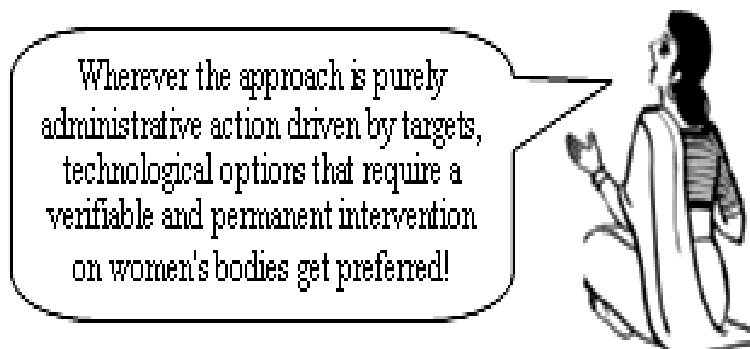 Wherever the approach is purely
administrative action driven by targets,
technological options that require a
verifiable and permanent intervention
on women's bodies get preferred!